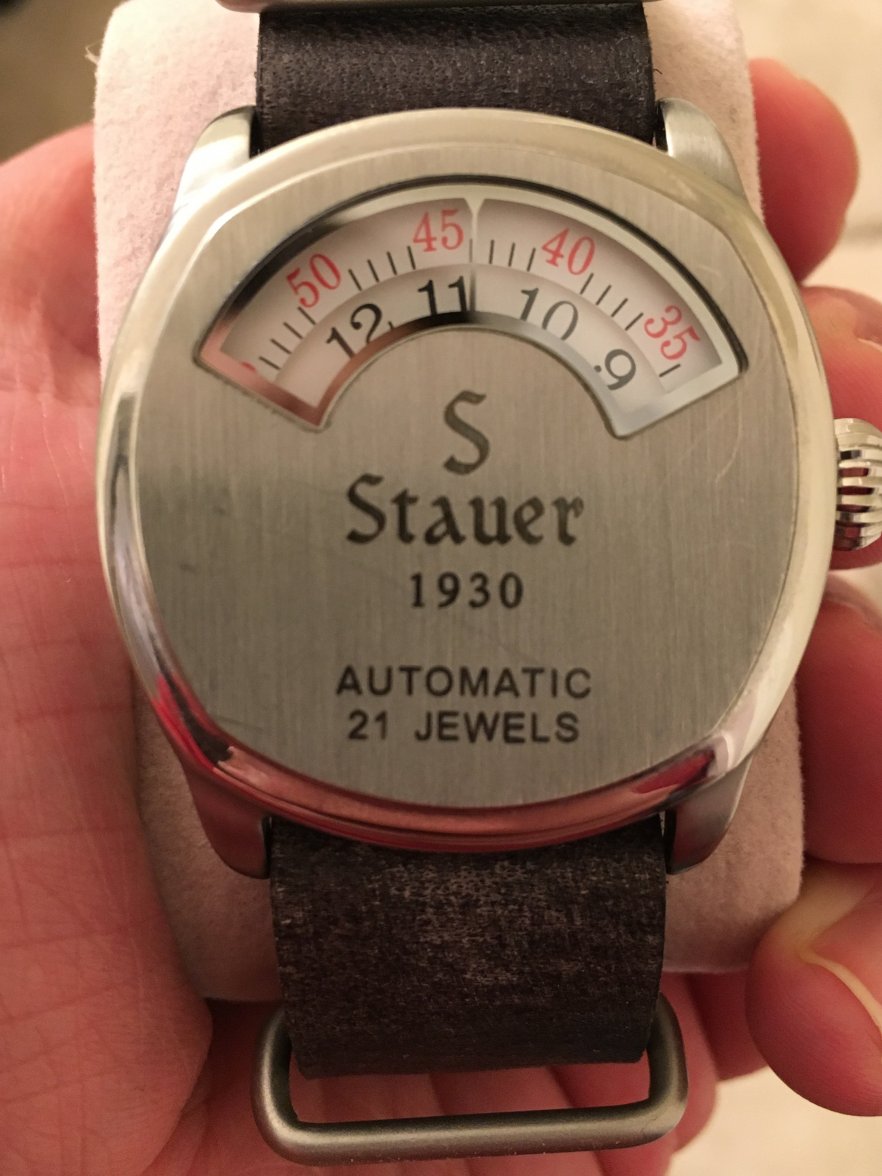 50 45 40 35
12 11 10 9
S
Stauer
1930
AUTOMATIC
21 JEWELS